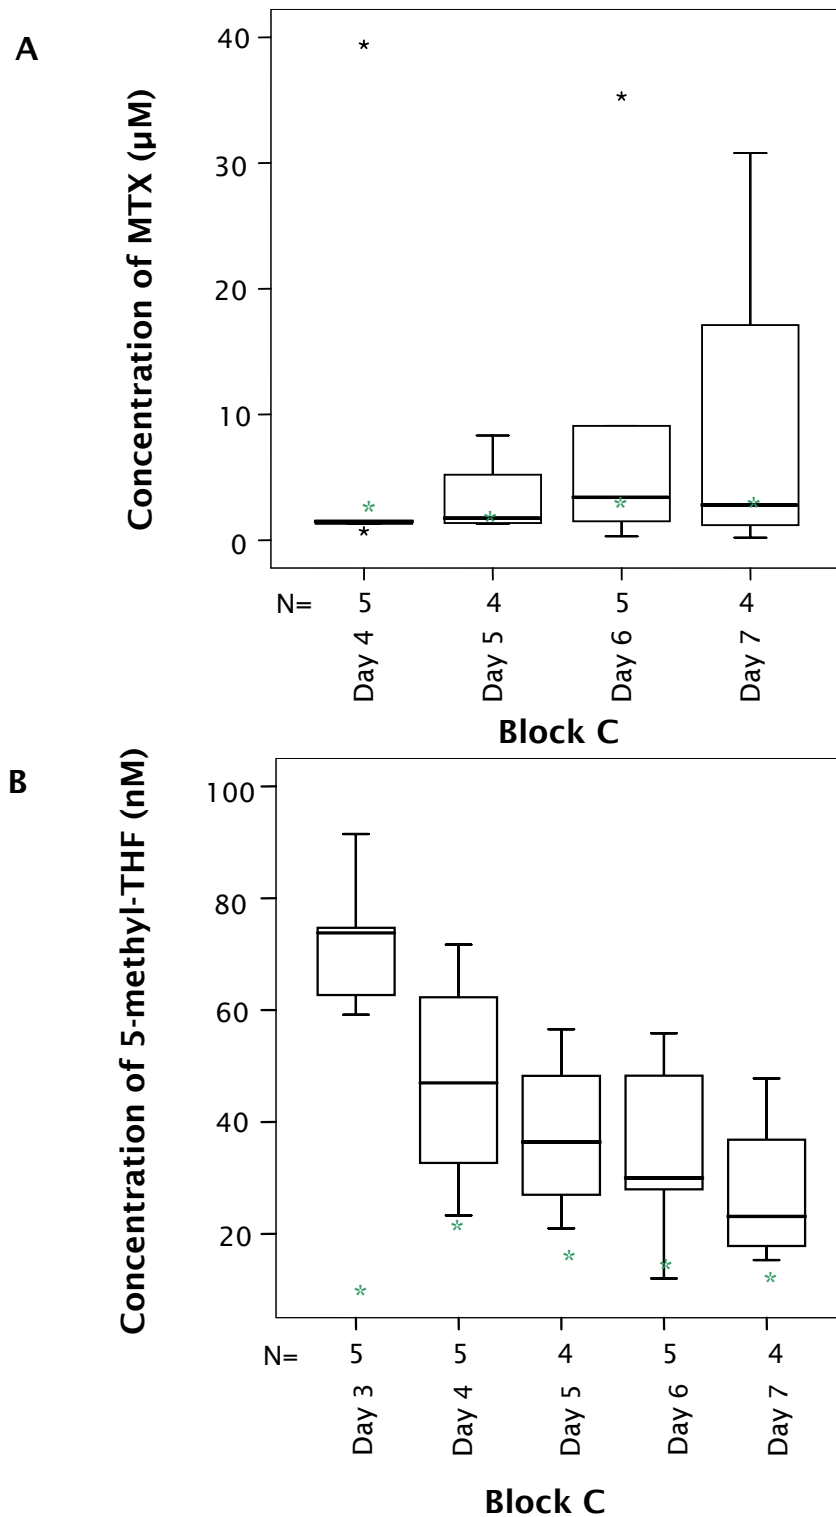 A
Concentration of MTX (µM)
40
30
20
10
0
N= 5 4 5 4
Day 4 Day 5 Day 6 Day 7
Block C
B
Concentration of 5-methyl-THF (nM)
100
80
60
40
20
N= 5 5 4 5 4
Day 3 Day 4 Day 5 Day 6 Day 7
Block C